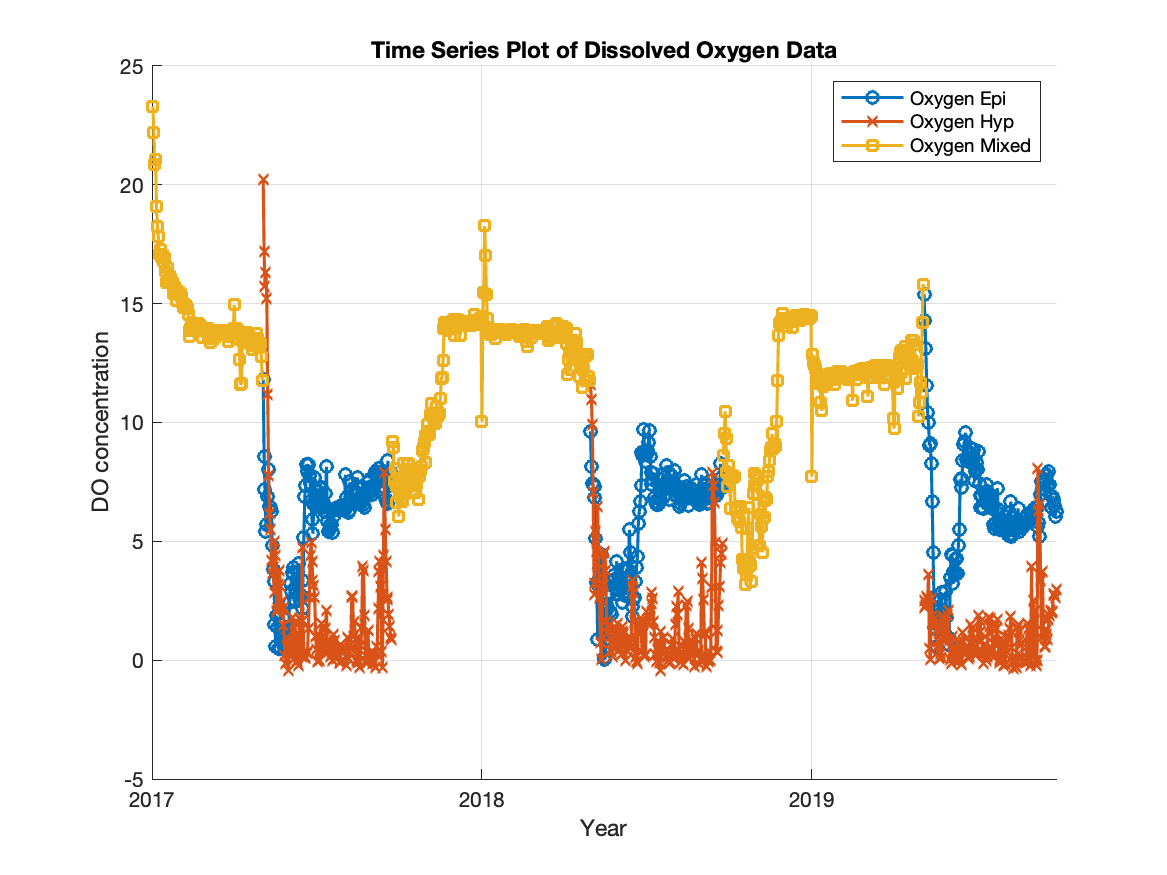 Time Series Plot of Dissolved Oxygen Data
25
20
15
10
5
0
-5
DO concentration
Oxygen Epi
Oxygen Hyp
Oxygen Mixed
2017
2018
2019
Year